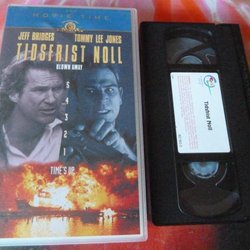 MOVIE TIME
JEFF BRIDGES TOMMY LEE JONES
TIDSFRIST NOLL
BLOWN AWAY
5
4
3
2
1
TIME'S UP.
Tidsfrist Noll